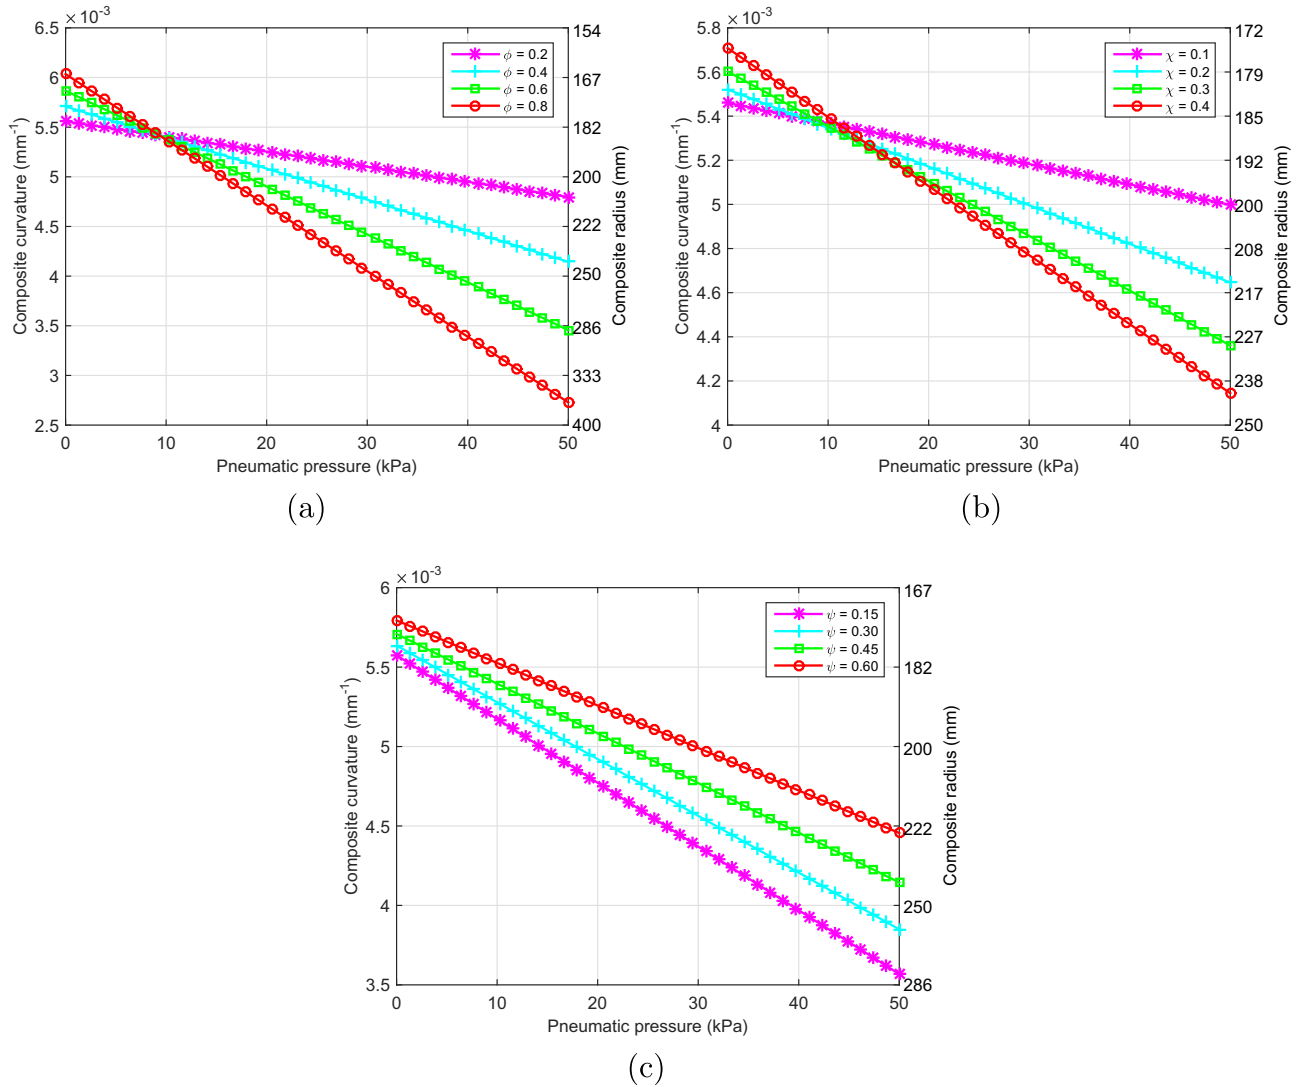 × 10⁻³
6.5
6
5.5
5
4.5
4
3.5
3
2.5
0
10
20
30
40
50
154
167
182
200
222
250
286
333
400
Composite curvature (mm⁻¹)
Pneumatic pressure (kPa)
Composite radius (mm)
ϕ = 0.2
ϕ = 0.4
ϕ = 0.6
ϕ = 0.8
(a)
× 10⁻³
5.8
5.6
5.4
5.2
5
4.8
4.6
4.4
4.2
4
0
10
20
30
40
50
172
179
185
192
200
208
217
227
238
250
Composite curvature (mm⁻¹)
Pneumatic pressure (kPa)
Composite radius (mm)
χ = 0.1
χ = 0.2
χ = 0.3
χ = 0.4
(b)
× 10⁻³
6
5.5
5
4.5
4
3.5
0
10
20
30
40
50
167
182
200
222
250
286
Composite curvature (mm⁻¹)
Pneumatic pressure (kPa)
Composite radius (mm)
ψ = 0.15
ψ = 0.30
ψ = 0.45
ψ = 0.60
(c)